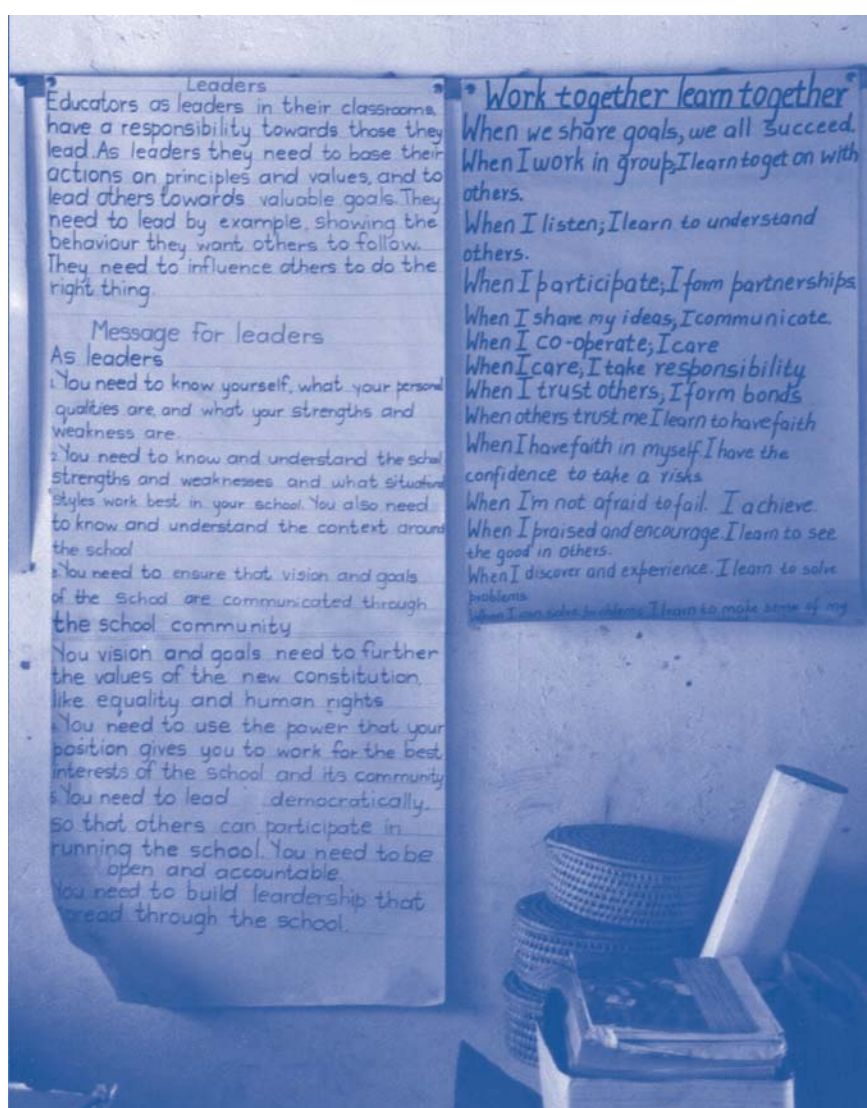 Leaders
Educators as leaders in their classrooms,
have a responsibility towards those they
lead. As leaders they need to base their
actions on principles and values, and to
lead others towards valuable goals. They
need to lead by example, showing the
behaviour they want others to follow.
They need to influence others to do the
right thing.
Message for leaders
As leaders
1. You need to know yourself, what your personal
qualities are, and what your strengths and
weakness are.
2. You need to know and understand the school
strengths and weaknesses and what
styles work best in your school. You also need
to know and understand the context around
the school
3. You need to ensure that vision and goals
of the school are communicated through
the school community
You vision and goals need to further
the values of the new constitution,
like equality and human rights
You need to use the power that your
position gives you to work for the best
interests of the school and its community
5. You need to lead democratically,
so that others can participate in
running the school. You need to be
open and accountable.
You need to build leardership that
spread through the school.
Work together learn together
When we share goals, we all succeed.
When I work in group, I learn to get on with
others.
When I listen; I learn to understand
others.
When I participate; I form partnerships
When I share my ideas, I communicate.
When I co-operate; I care
When I care, I take responsibility
When I trust others, I form bonds
When others trust me I learn to have faith
When I have faith in myself. I have the
confidence to take a risks
When I'm not afraid to fail. I achieve.
When I praised and encourage. I learn to see
the good in others.
When I discover and experience. I learn to solve
problems.
When I can solve problems I learn to make sense of my